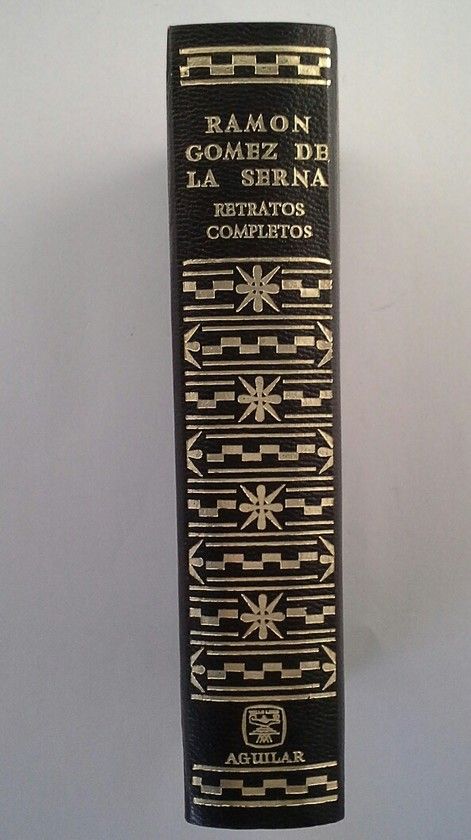 RAMON
GOMEZ DE
LA SERNA
RETRATOS
COMPLETOS
AGUILAR